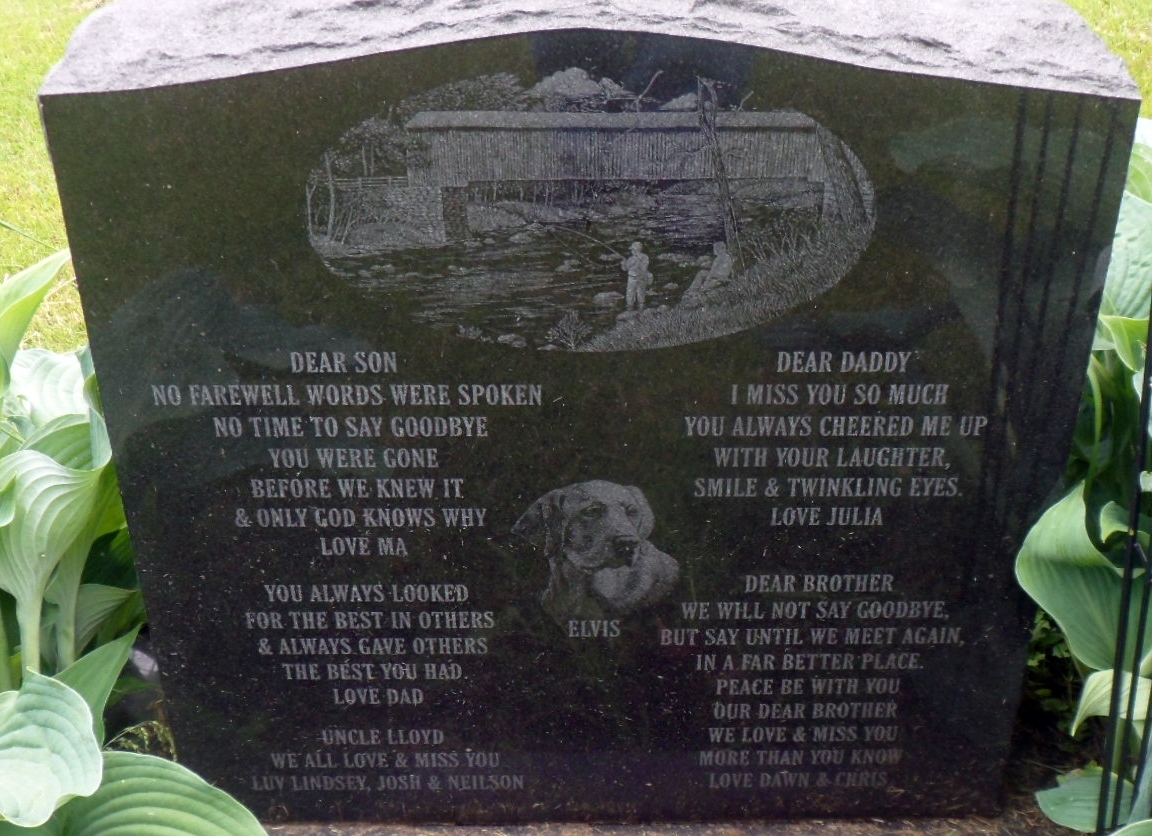 DEAR SON
NO FAREWELL WORDS WERE SPOKEN
NO TIME TO SAY GOODBYE
YOU WERE GONE
BEFORE WE KNEW IT
& ONLY GOD KNOWS WHY
LOVE MA
YOU ALWAYS LOOKED
FOR THE BEST IN OTHERS
& ALWAYS GAVE OTHERS
THE BEST YOU HAD.
LOVE DAD
UNCLE LLOYD
WE ALL LOVE & MISS YOU
LUV LINDSEY, JOSH & NEILSON
ELVIS
DEAR DADDY
I MISS YOU SO MUCH
YOU ALWAYS CHEERED ME UP
WITH YOUR LAUGHTER,
SMILE & TWINKLING EYES.
LOVE JULIA
DEAR BROTHER
WE WILL NOT SAY GOODBYE,
BUT SAY UNTIL WE MEET AGAIN,
IN A FAR BETTER PLACE.
PEACE BE WITH YOU
OUR DEAR BROTHER
WE LOVE & MISS YOU
MORE THAN YOU KNOW
LOVE DAWN & CHRIS